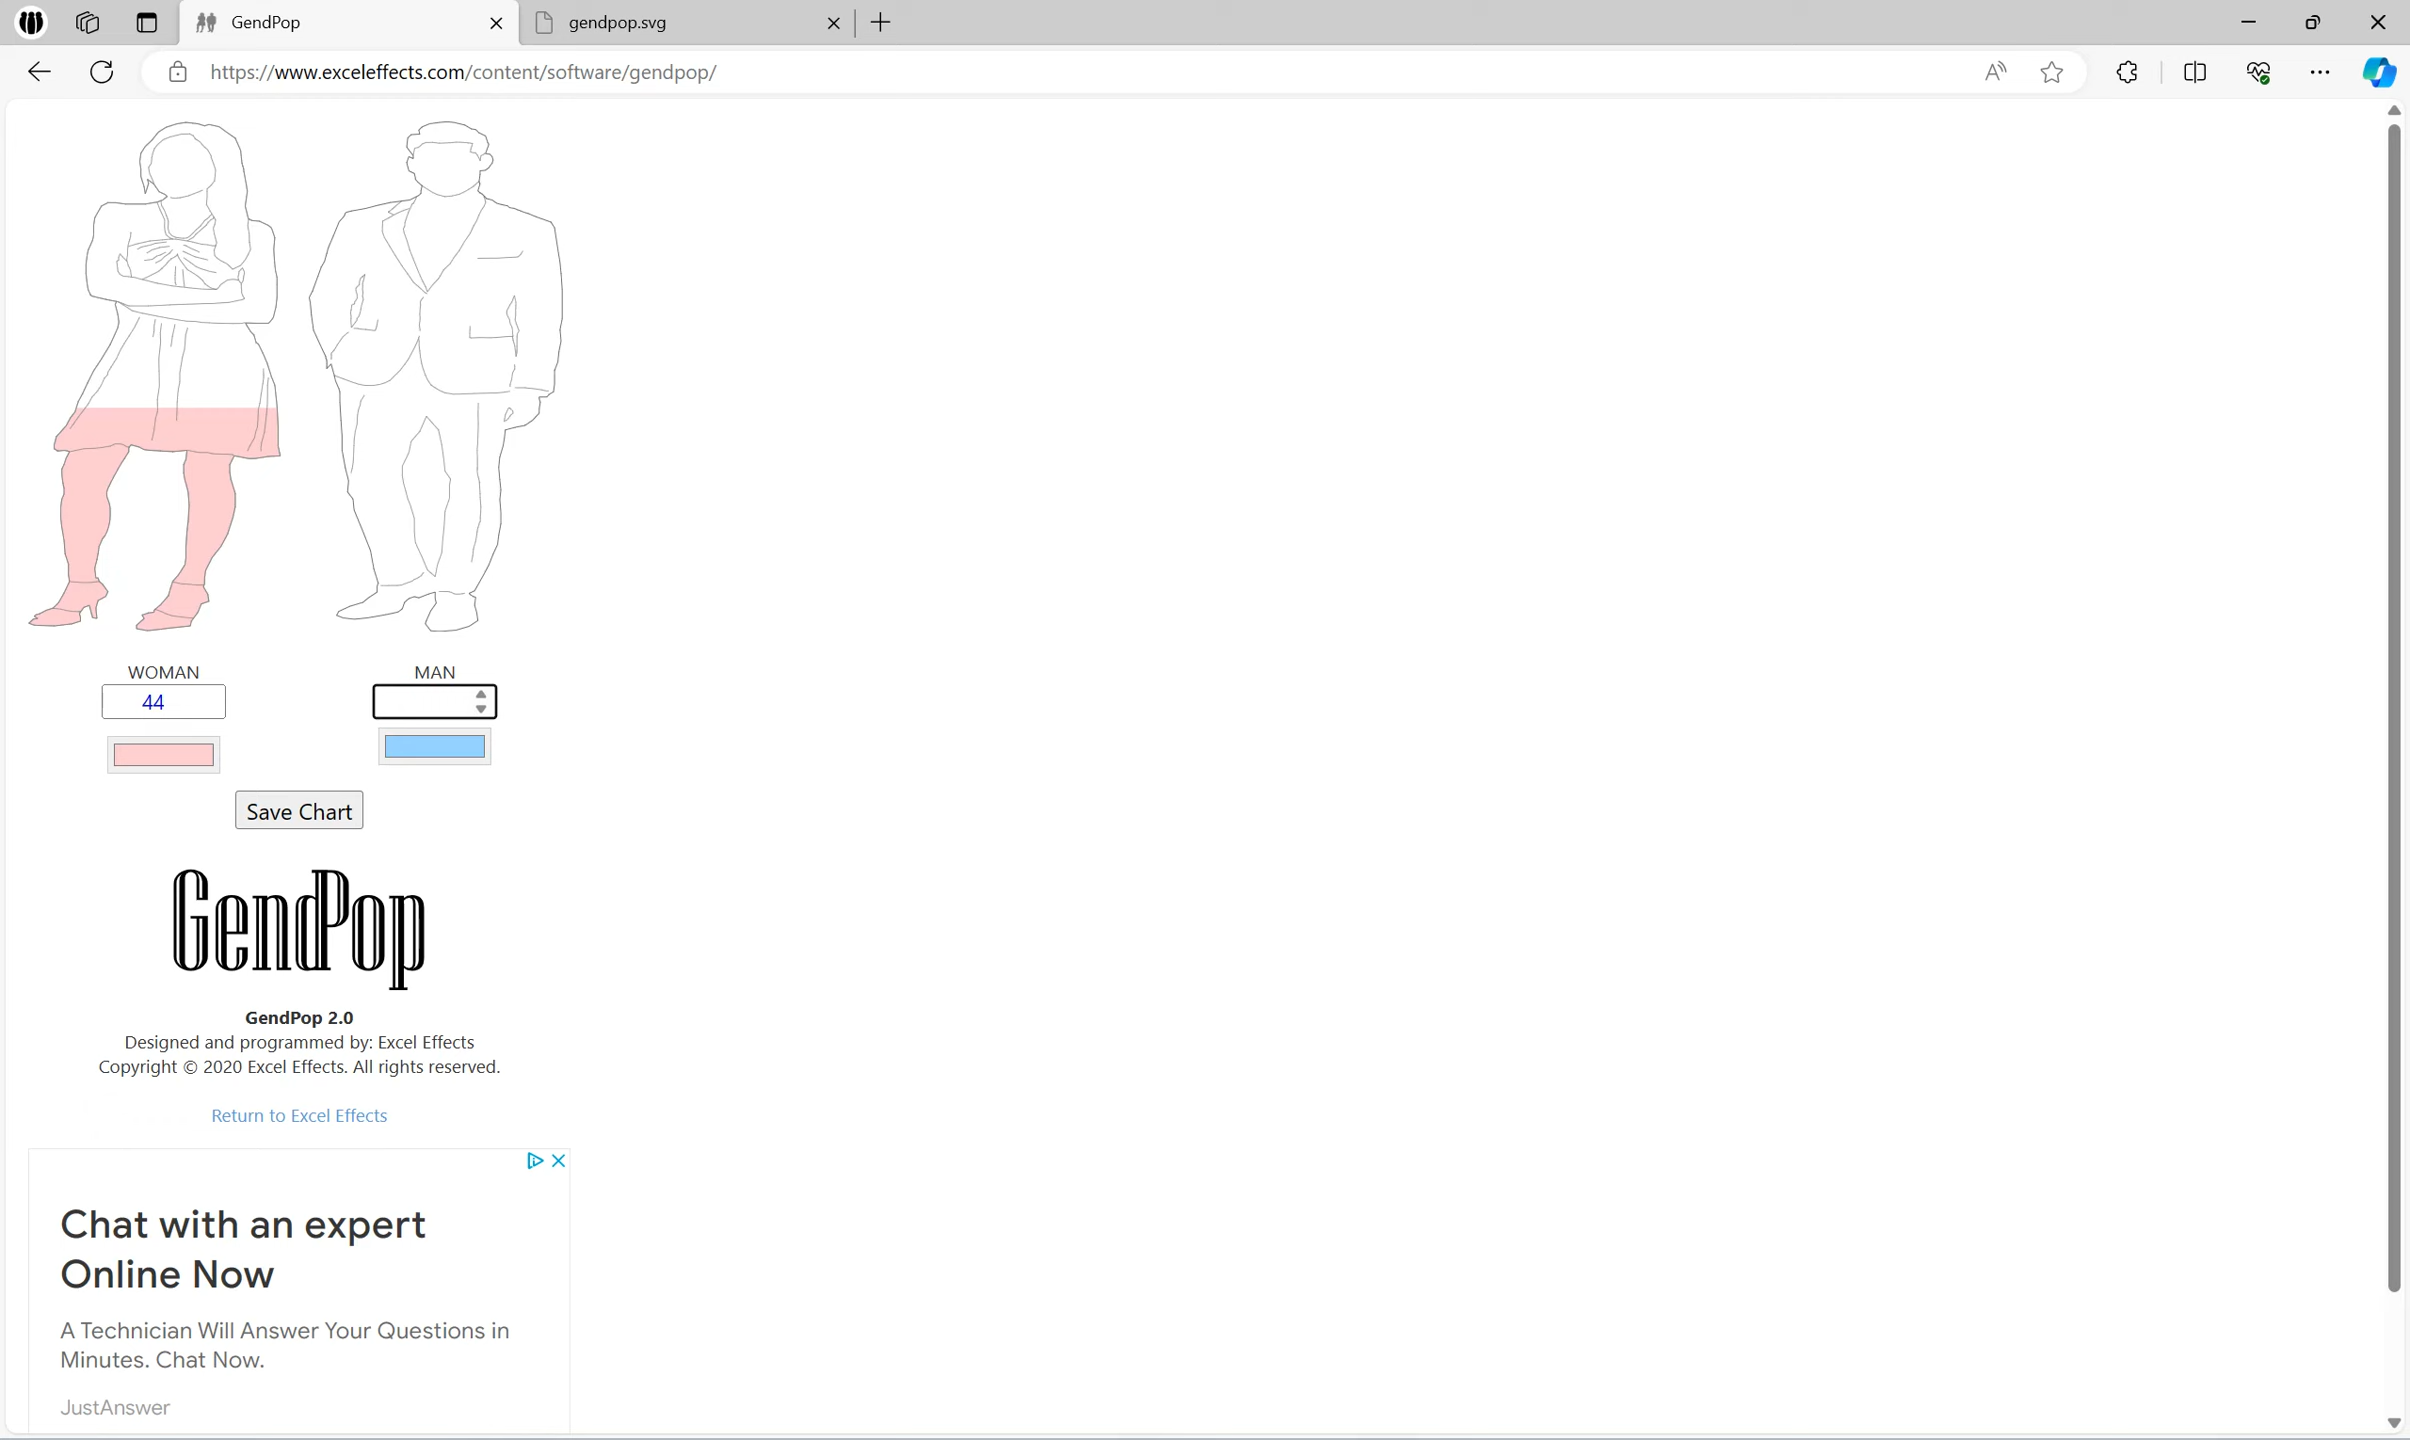 GendPop
gendpop.svg
https://www.exceleffects.com/content/software/gendpop/
WOMAN
MAN
44
Save Chart
GendPop
GendPop 2.0
Designed and programmed by: Excel Effects
Copyright © 2020 Excel Effects. All rights reserved.
Return to Excel Effects
Chat with an expert
Online Now
A Technician Will Answer Your Questions in
Minutes. Chat Now.
JustAnswer